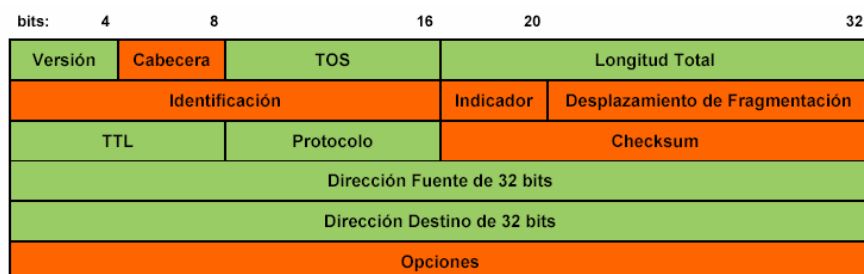 bits: 4 8 16 20 32
Versión Cabecera TOS Longitud Total
Identificación Indicador Desplazamiento de Fragmentación
TTL Protocolo Checksum
Dirección Fuente de 32 bits
Dirección Destino de 32 bits
Opciones